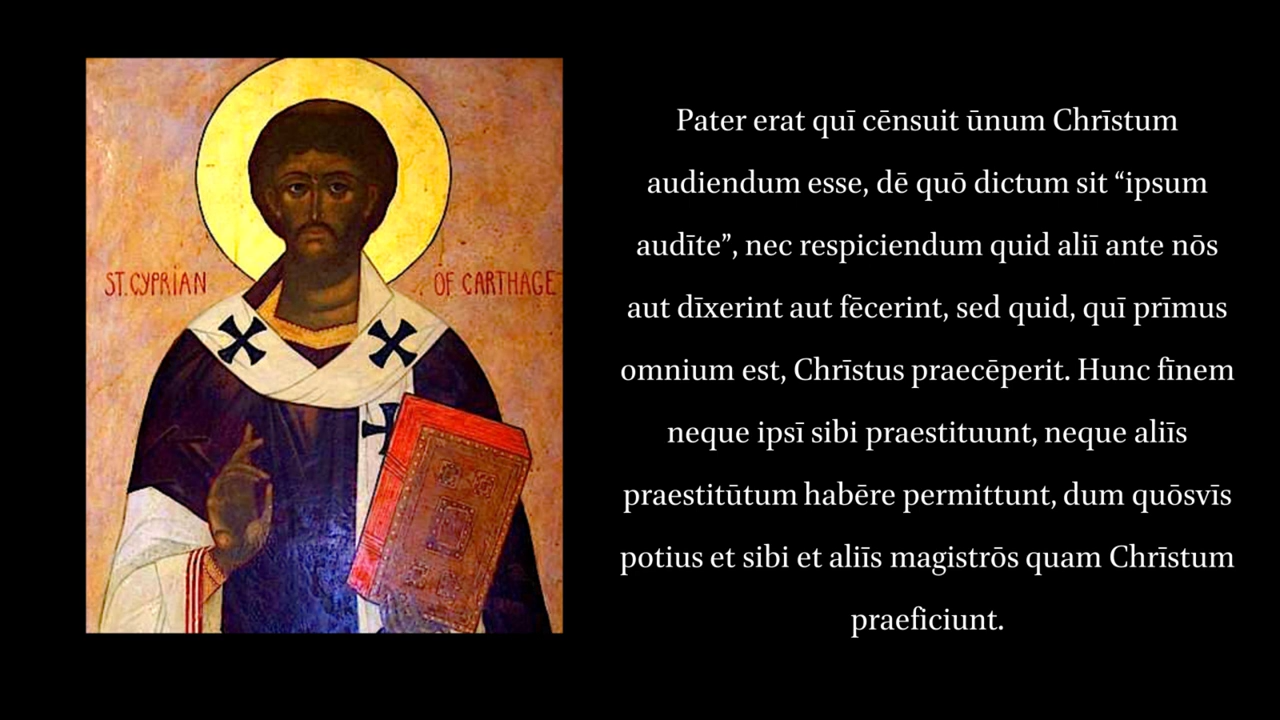 ST. CYPRIAN OF CARTHAGE
Pater erat quī cēnsuit ūnum Chrīstum
audiendum esse, dē quō dictum sit “ipsum
audīte”, nec respiciendum quid aliī ante nōs
aut dīxerint aut fēcerint, sed quid, quī prīmus
omnium est, Chrīstus praecēperit. Hunc fīnem
neque ipsī sibi praestituunt, neque aliīs
praestitūtum habēre permittunt, dum quōsvīs
potius et sibi et aliīs magistrōs quam Chrīstum
praeficiunt.